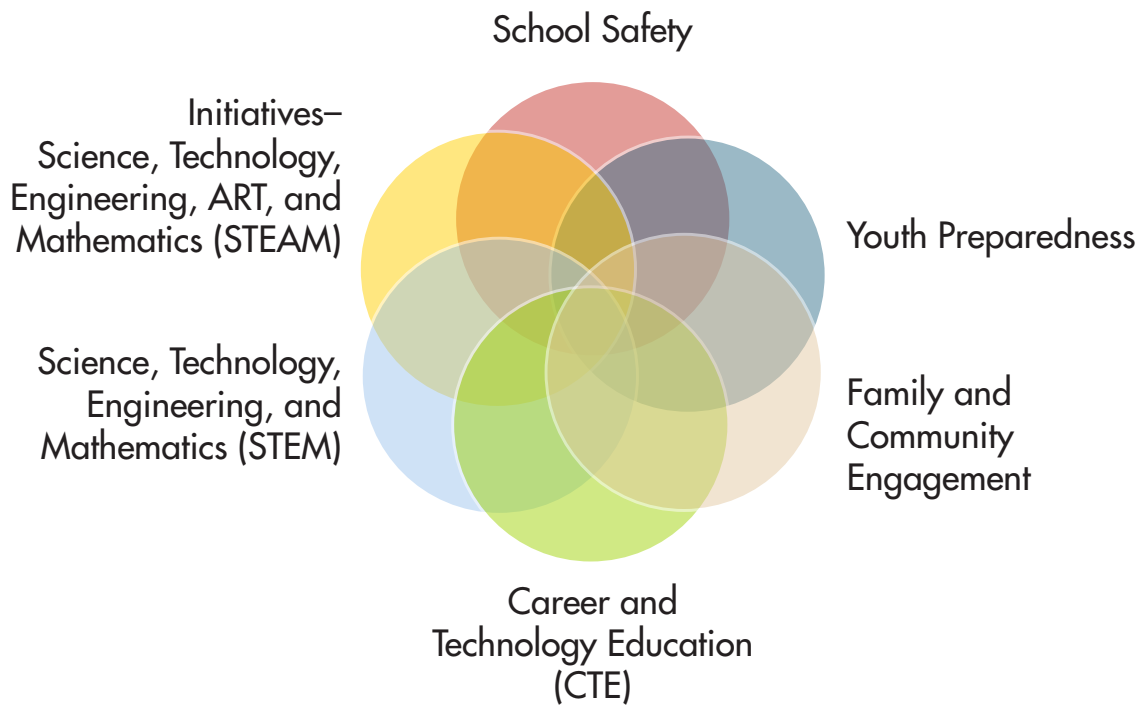 School Safety
Initiatives–
Science, Technology,
Engineering, ART, and
Mathematics (STEAM)
Youth Preparedness
Science, Technology,
Engineering, and
Mathematics (STEM)
Family and
Community
Engagement
Career and
Technology Education
(CTE)